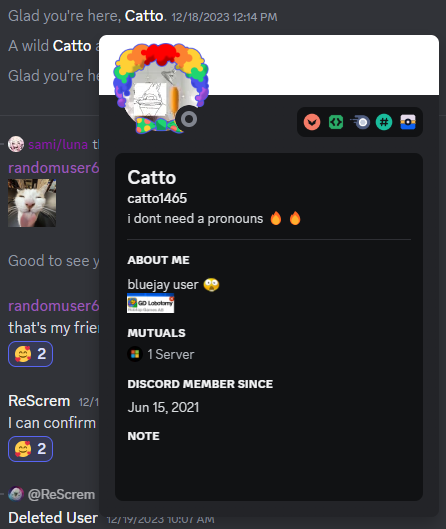 Glad you're here, Catto. 12/18/2023 12:14 PM
A wild Catto a
Glad you're he
sami/luna th
randomuser6
Good to see y
randomuser6
that's my frien
2
ReScrem 12/1
I can confirm
2
@ReScrem
Deleted User 12/19/2023 10:07 AM
Catto
catto1465
i dont need a pronouns 🔥 🔥
ABOUT ME
bluejay user 😳
GD Lobotomy
MUTUALS
1 Server
DISCORD MEMBER SINCE
Jun 15, 2021
NOTE